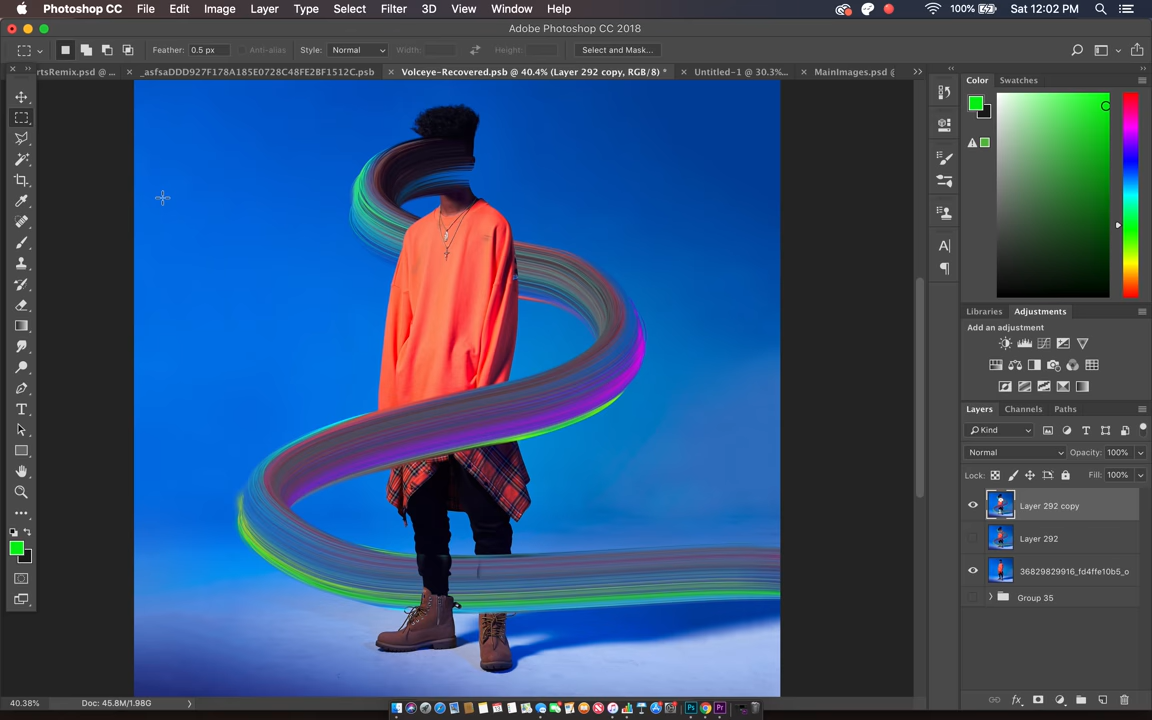 Photoshop CC File Edit Image Layer Type Select Filter 3D View Window Help 100% Sat 12:02 PM
Adobe Photoshop CC 2018
Feather: 0.5 px Anti-alias Style: Normal Width: Height: Select and Mask...
rtsRemix.psd @ ... _asfsaDDD927F178A185E0728C48FE2BF1512C.psb Volceye-Recovered.psb @ 40.4% (Layer 292 copy, RGB/8) * Untitled-1 @ 30.3%... MainImages.psd @
Color Swatches
Libraries Adjustments
Add an adjustment
Layers Channels Paths
Kind
Normal Opacity: 100%
Lock: Fill: 100%
Layer 292 copy
Layer 292
36829829916_fd4ffe10b5_o
Group 35
40.38% Doc: 45.8M/1.98G